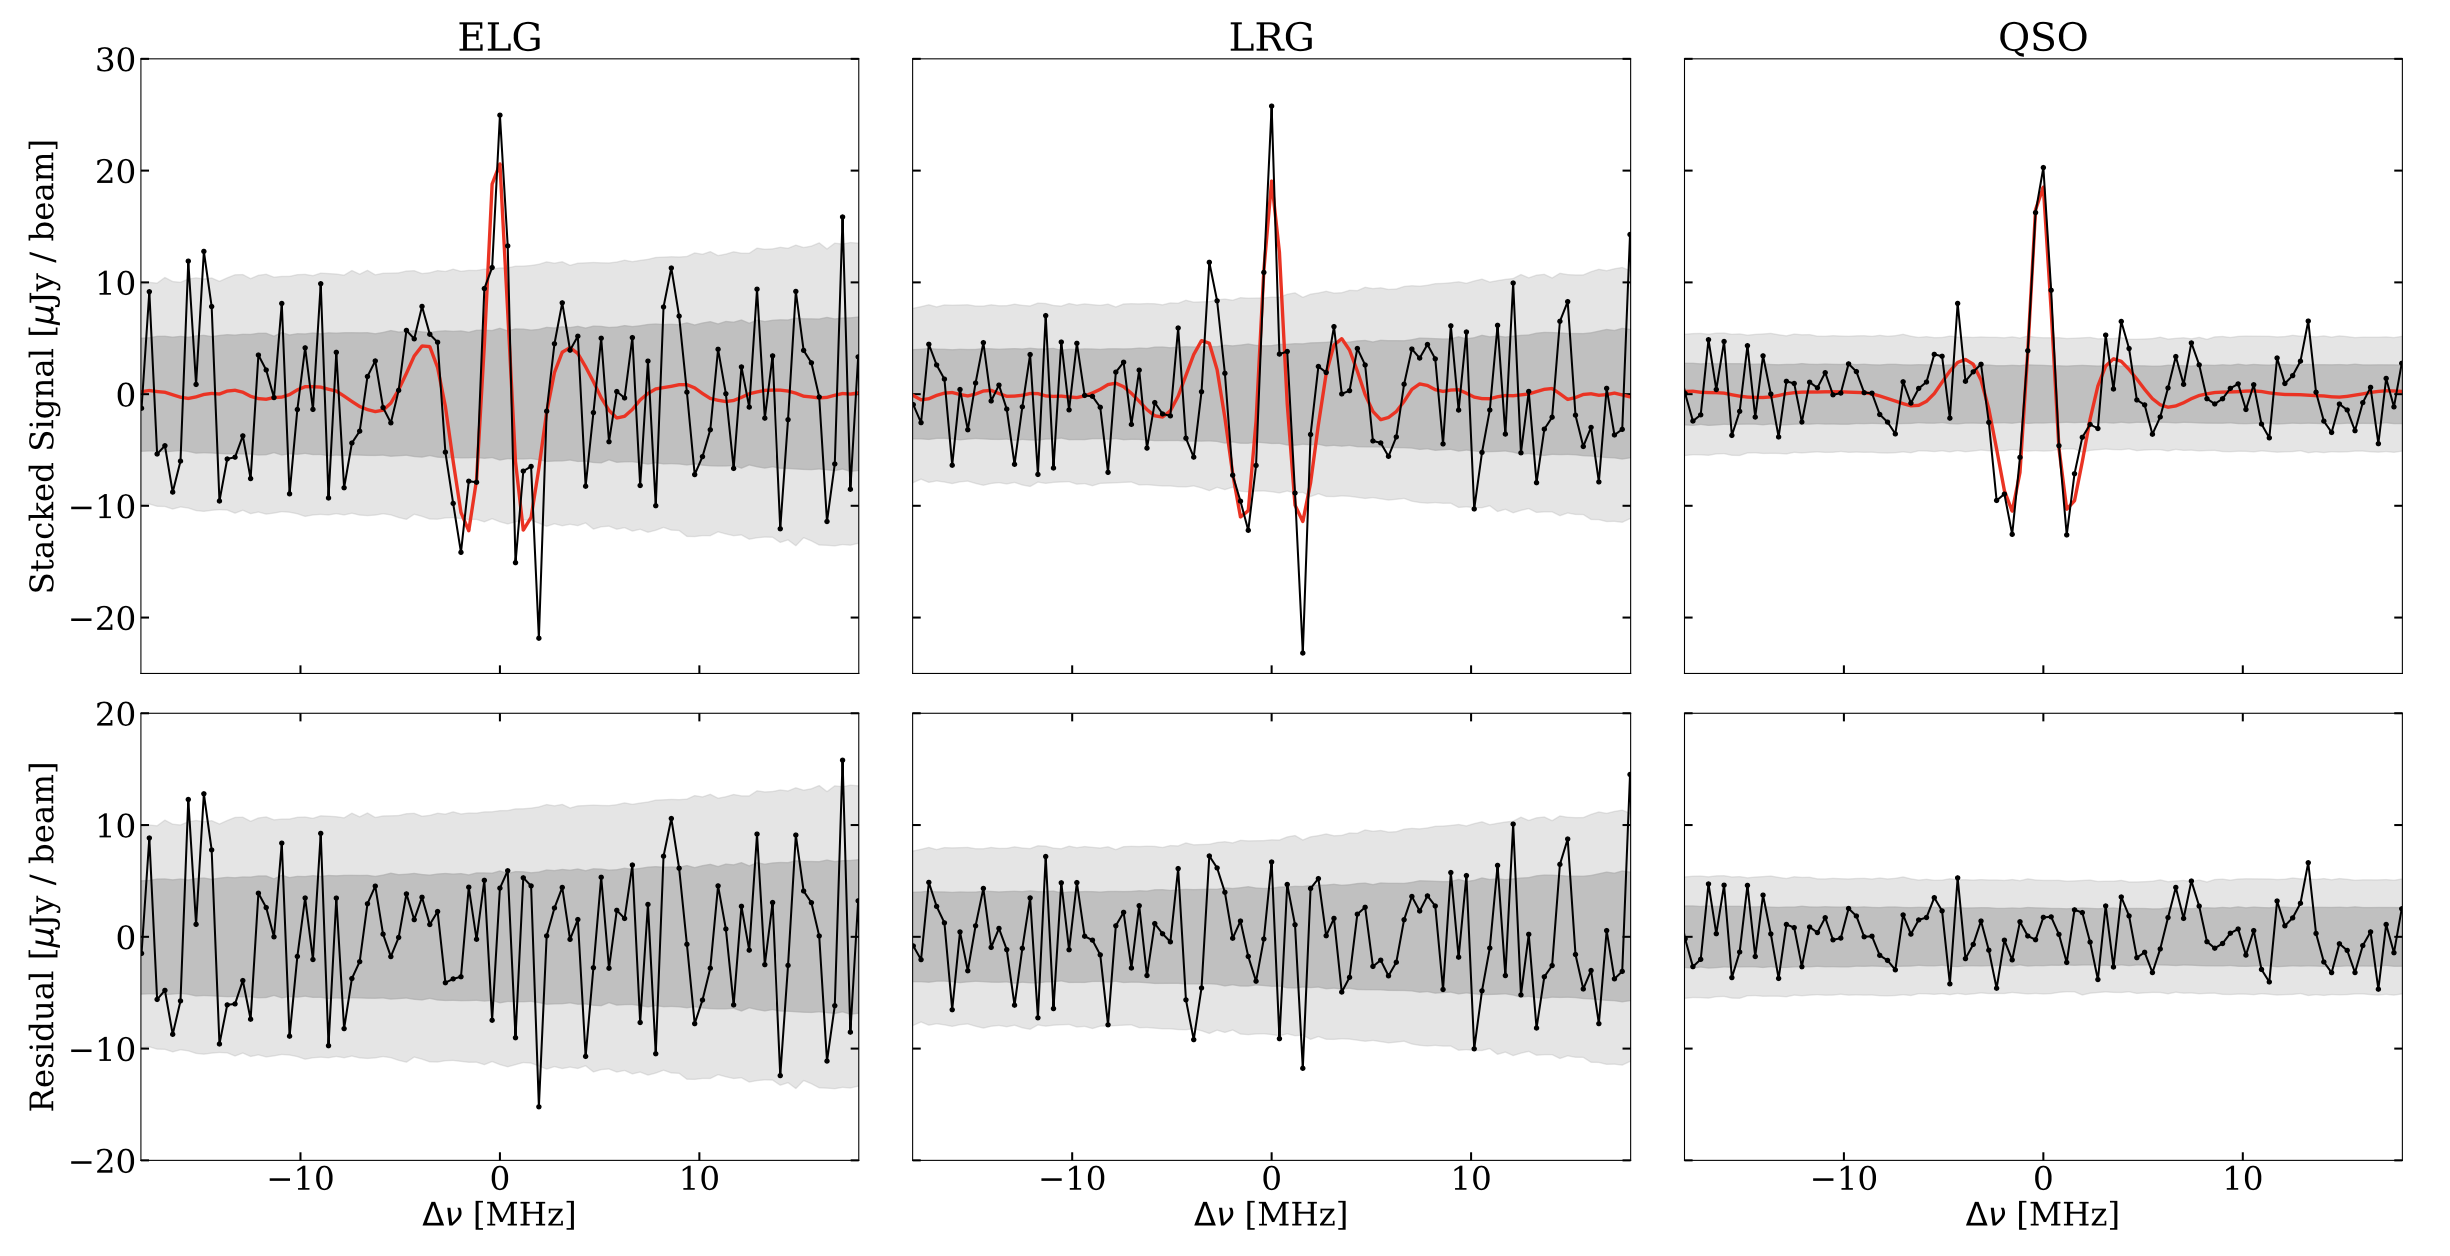 ELG LRG QSO
30
20
10
0
−10
−20
Stacked Signal [μJy / beam]
20
10
0
−10
−20
Residual [μJy / beam]
−10 0 10 −10 0 10 −10 0 10
Δν [MHz] Δν [MHz] Δν [MHz]